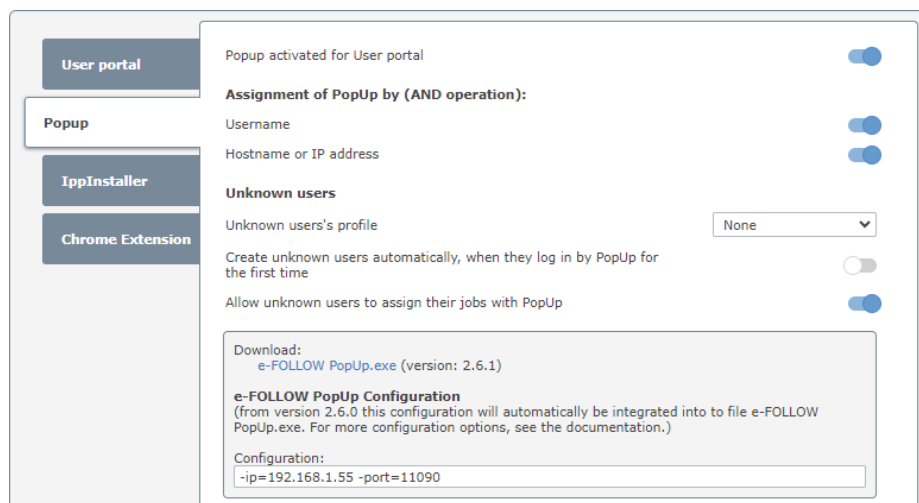 User portal
Popup
IppInstaller
Chrome Extension
Popup activated for User portal
Assignment of PopUp by (AND operation):
Username
Hostname or IP address
Unknown users
Unknown users's profile
None
Create unknown users automatically, when they log in by PopUp for
the first time
Allow unknown users to assign their jobs with PopUp
Download:
e-FOLLOW PopUp.exe (version: 2.6.1)
e-FOLLOW PopUp Configuration
(from version 2.6.0 this configuration will automatically be integrated into to file e-FOLLOW
PopUp.exe. For more configuration options, see the documentation.)
Configuration:
-ip=192.168.1.55 -port=11090